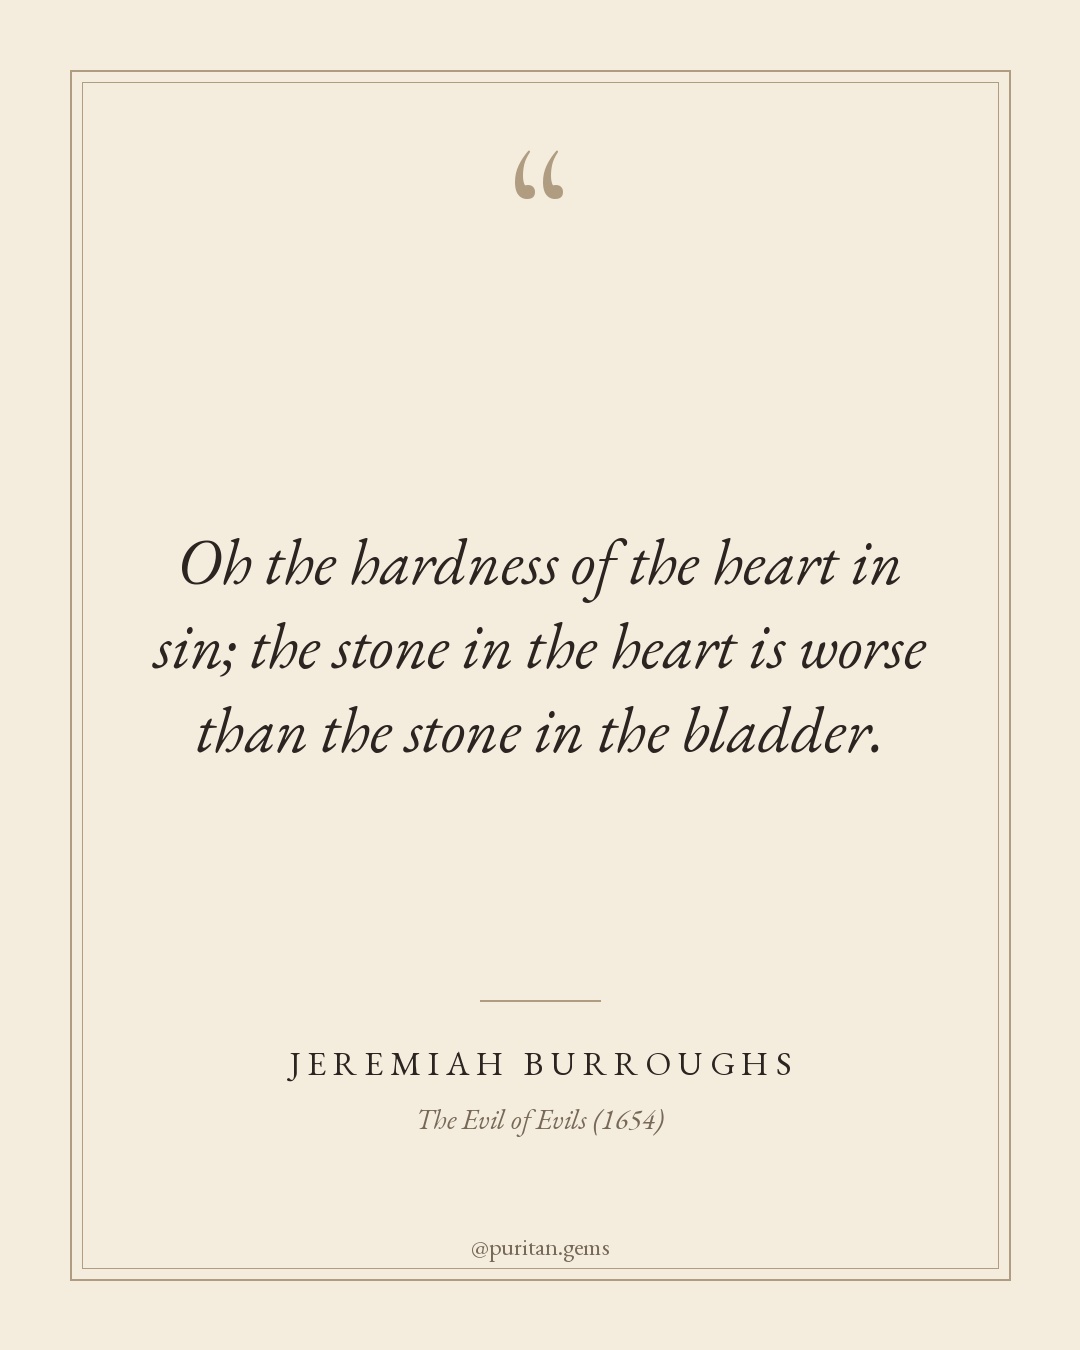 “
Oh the hardness of the heart in
sin; the stone in the heart is worse
than the stone in the bladder.
JEREMIAH BURROUGHS
The Evil of Evils (1654)
@puritan.gems